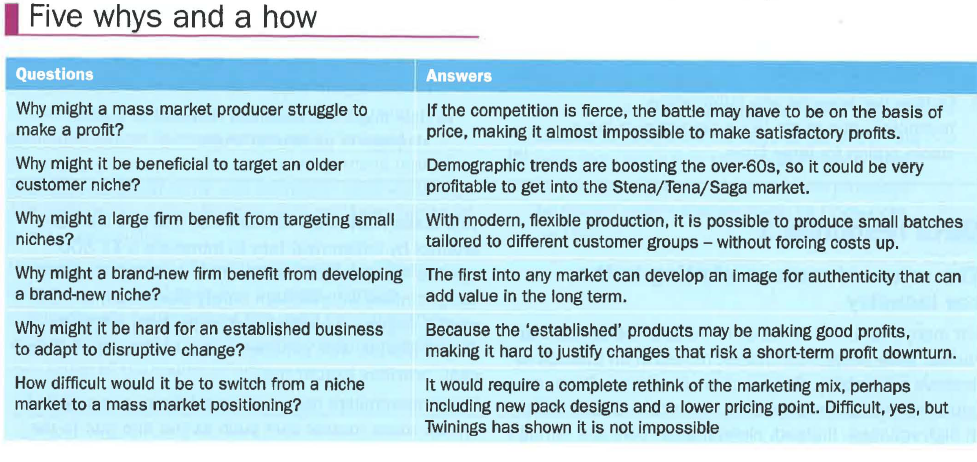 Five whys and a how
Questions
Answers
Why might a mass market producer struggle to
make a profit?
If the competition is fierce, the battle may have to be on the basis of
price, making it almost impossible to make satisfactory profits.
Why might it be beneficial to target an older
customer niche?
Demographic trends are boosting the over-60s, so it could be very
profitable to get into the Stena/Tena/Saga market.
Why might a large firm benefit from targeting small
niches?
With modern, flexible production, it is possible to produce small batches
tailored to different customer groups – without forcing costs up.
Why might a brand-new firm benefit from developing
a brand-new niche?
The first into any market can develop an image for authenticity that can
add value in the long term.
Why might it be hard for an established business
to adapt to disruptive change?
Because the ‘established’ products may be making good profits,
making it hard to justify changes that risk a short-term profit downturn.
How difficult would it be to switch from a niche
market to a mass market positioning?
It would require a complete rethink of the marketing mix, perhaps
including new pack designs and a lower pricing point. Difficult, yes, but
Twinings has shown it is not impossible